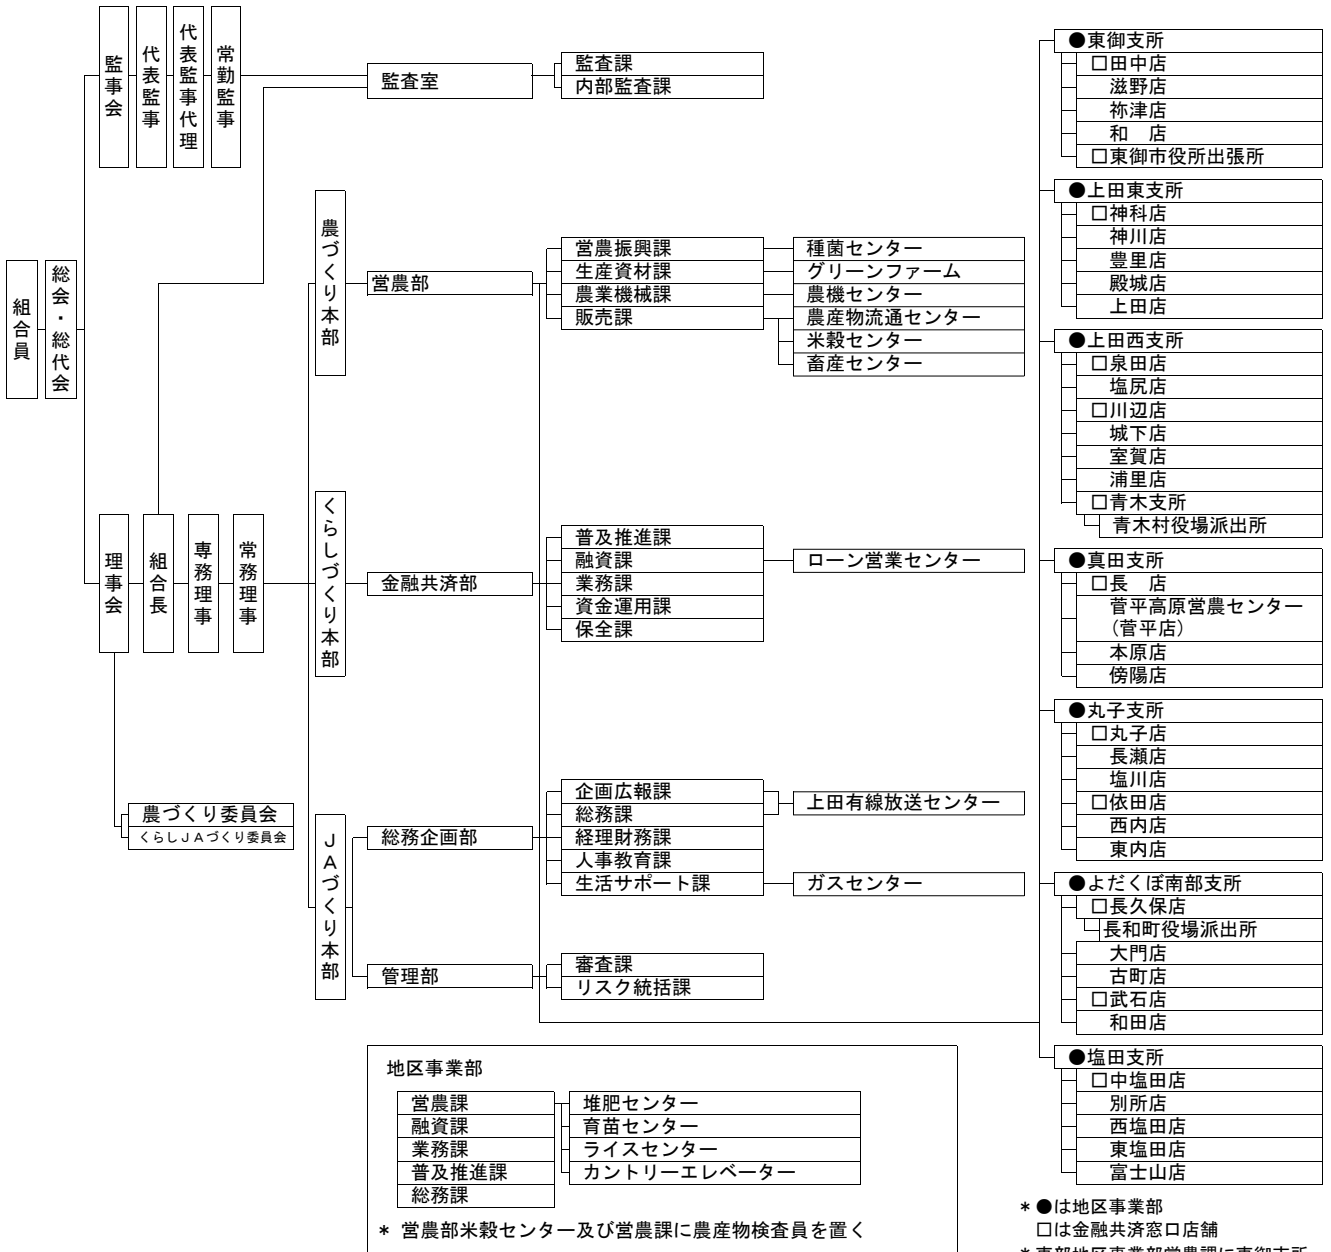 組合員
総会・総代会
監事会
代表監事
代表監事代理
常勤監事
監査室
監査課
内部監査課
理事会
組合長
専務理事
常務理事
農づくり委員会
くらしJAづくり委員会
農づくり本部
営農部
営農振興課
生産資材課
農業機械課
販売課
種菌センター
グリーンファーム
農機センター
農産物流通センター
米穀センター
畜産センター
くらしづくり本部
金融共済部
普及推進課
融資課
業務課
資金運用課
保全課
ローン営業センター
JAづくり本部
総務企画部
企画広報課
総務課
経理財務課
人事教育課
生活サポート課
上田有線放送センター
ガスセンター
管理部
審査課
リスク統括課
●東御支所
□田中店
滋野店
祢津店
和　店
□東御市役所出張所
●上田東支所
□神科店
神川店
豊里店
殿城店
上田店
●上田西支所
□泉田店
塩尻店
□川辺店
城下店
室賀店
浦里店
□青木支所
青木村役場派出所
●真田支所
□長　店
菅平高原営農センター
（菅平店）
本原店
傍陽店
●丸子支所
□丸子店
長瀬店
塩川店
□依田店
西内店
東内店
●よだくぼ南部支所
□長久保店
長和町役場派出所
大門店
古町店
□武石店
和田店
●塩田支所
□中塩田店
別所店
西塩田店
東塩田店
富士山店
地区事業部
営農課
融資課
業務課
普及推進課
総務課
堆肥センター
育苗センター
ライスセンター
カントリーエレベーター
* 営農部米穀センター及び営農課に農産物検査員を置く
* ●は地区事業部
□は金融共済窓口店舗
* 東部地区事業部営農課に東御支所